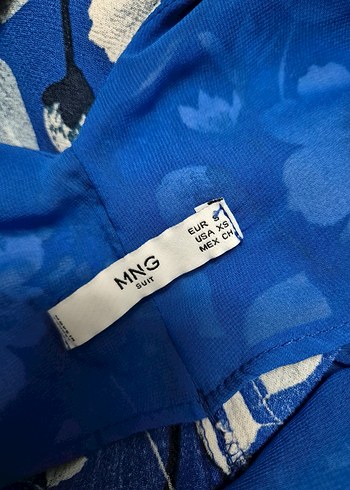 MNG
SUIT
EUR S
USA XS
MEX CH